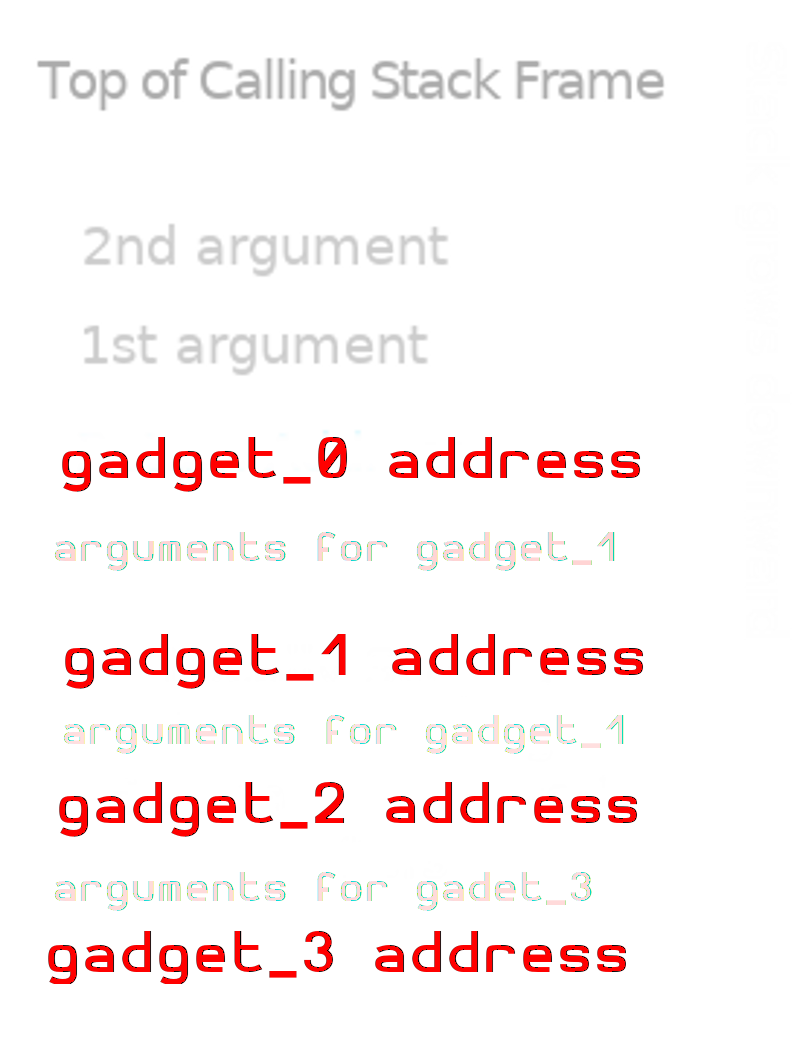 Top of Calling Stack Frame
2nd argument
1st argument
gadget_0 address
arguments for gadget_1
gadget_1 address
arguments for gadget_1
gadget_2 address
arguments for gadet_3
gadget_3 address